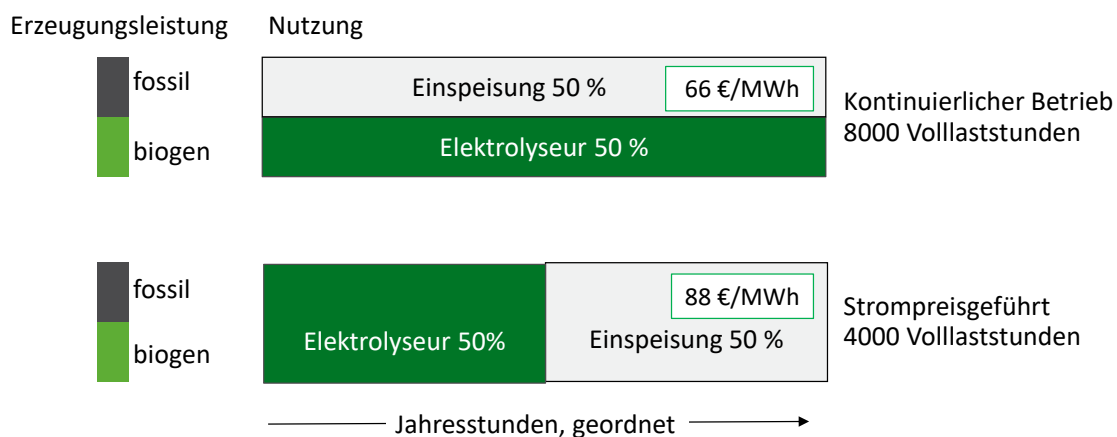 Erzeugungsleistung
Nutzung
fossil
biogen
Einspeisung 50 %
66 €/MWh
Elektrolyseur 50 %
Kontinuierlicher Betrieb
8000 Volllaststunden
fossil
biogen
Elektrolyseur 50%
88 €/MWh
Einspeisung 50 %
Strompreisgeführt
4000 Volllaststunden
Jahresstunden, geordnet